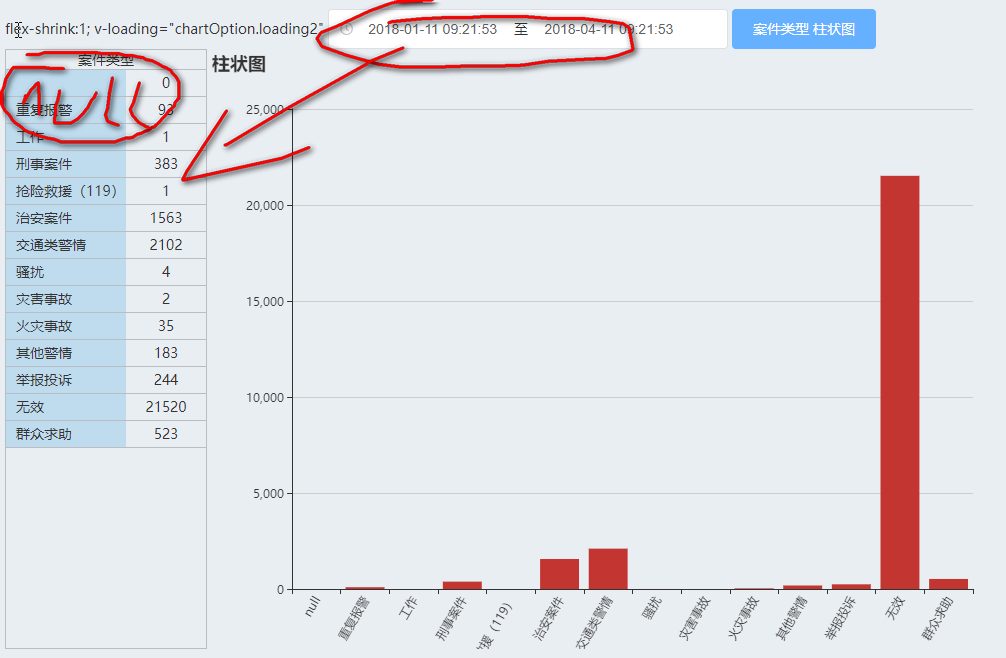 flex-shrink:1; v-loading="chartOption.loading2"
2018-01-11 09:21:53 至 2018-04-11 09:21:53
案件类型 柱状图
案件类型
0
重复报警 93
工作 1
刑事案件 383
抢险救援（119） 1
治安案件 1563
交通类警情 2102
骚扰 4
灾害事故 2
火灾事故 35
其他警情 183
举报投诉 244
无效 21520
群众求助 523
NULL
柱状图
25,000
20,000
15,000
10,000
5,000
0
null
重复报警
工作
刑事案件
援（119）
治安案件
交通类警情
骚扰
灾害事故
火灾事故
其他警情
举报投诉
无效
群众求助